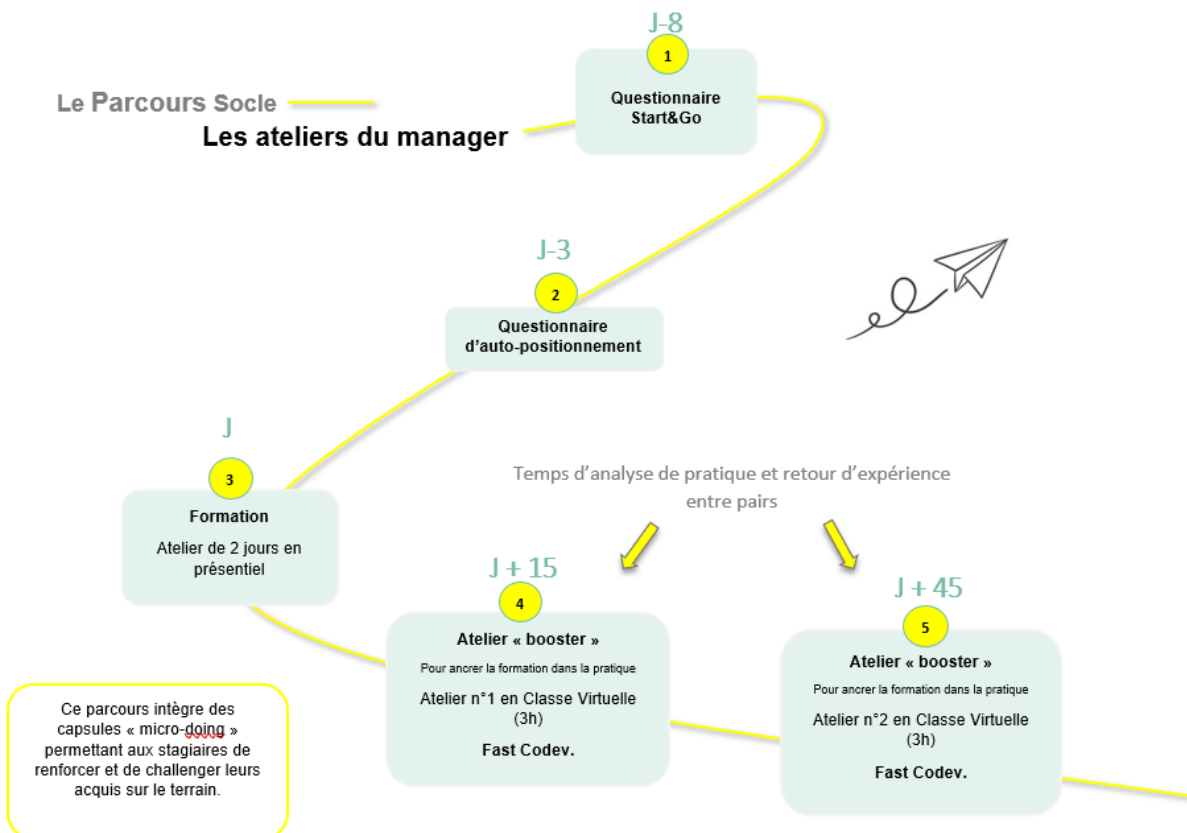 J-8
1
Questionnaire
Start&Go
Le Parcours Socle
Les ateliers du manager
J-3
2
Questionnaire
d'auto-positionnement
J
3
Formation
Atelier de 2 jours en
présentiel
Temps d'analyse de pratique et retour d'expérience
entre pairs
J + 15
4
Atelier « booster »
Pour ancrer la formation dans la pratique
Atelier n°1 en Classe Virtuelle
(3h)
Fast Codev.
J + 45
5
Atelier « booster »
Pour ancrer la formation dans la pratique
Atelier n°2 en Classe Virtuelle
(3h)
Fast Codev.
Ce parcours intègre des
capsules « micro-doing »
permettant aux stagiaires de
renforcer et de challenger leurs
acquis sur le terrain.